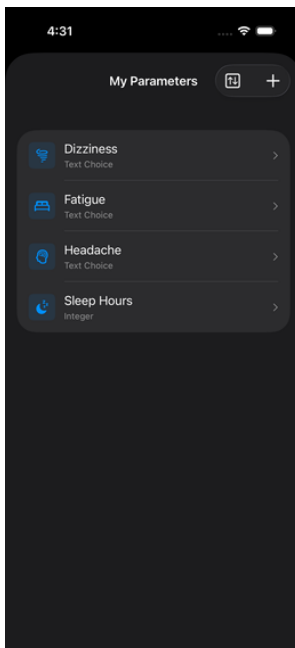 4:31
My Parameters
Dizziness
Text Choice
Fatigue
Text Choice
Headache
Text Choice
Sleep Hours
Integer